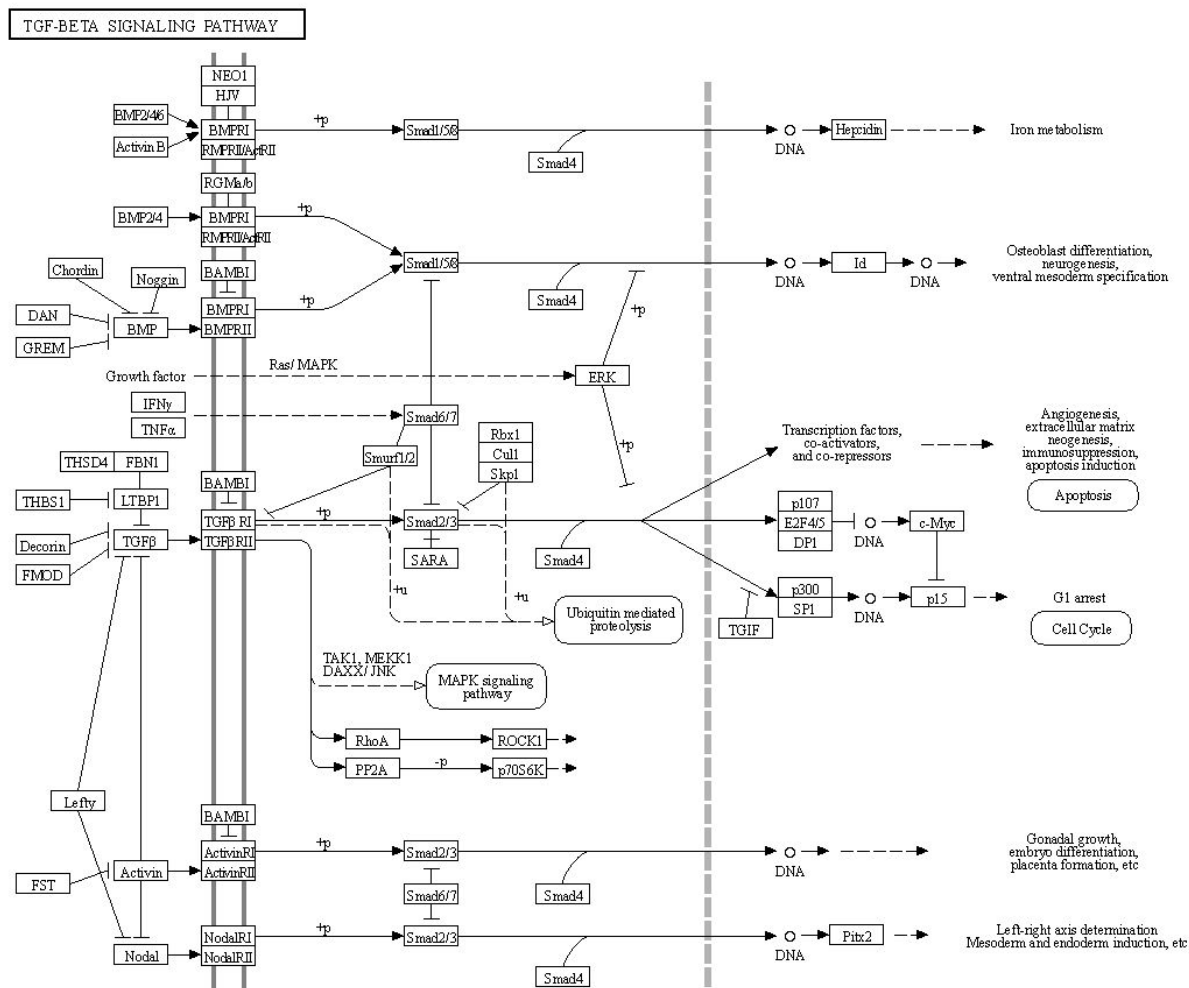 TGF-BETA SIGNALING PATHWAY
NEO1
HJV
BMP2/4/6
Activin B
BMPRI
RMPRII/ActRII
+p
Smad1/5/8
Smad4
DNA
Hepcidin
Iron metabolism
RGMa/b
BMP2/4
BMPRI
RMPRII/ActRII
+p
Smad1/5/8
Smad4
DNA
Id
DNA
Osteoblast differentiation,
neurogenesis,
ventral mesoderm specification
Chordin
Noggin
BAMBI
DAN
GREM
BMP
BMPRI
BMPRII
+p
+p
Growth factor
Ras/ MAPK
ERK
IFNγ
TNFα
Smad6/7
+p
Rbx1
Cul1
Skp1
Smurf1/2
Transcription factors,
co-activators,
and co-repressors
Angiogenesis,
extracellular matrix
neogenesis,
immunosuppression,
apoptosis induction
Apoptosis
THSD4
FBN1
THBS1
LTBP1
BAMBI
Decorin
FMOD
TGFβ
TGFβ RI
TGFβ RII
+p
Smad2/3
SARA
Smad4
p107
E2F4/5
DP1
DNA
c-Myc
p300
SP1
TGIF
DNA
p15
G1 arrest
Cell Cycle
+u
+u
Ubiquitin mediated
proteolysis
TAK1, MEKK1
DAXX/ JNK
MAPK signaling
pathway
RhoA
ROCK1
PP2A
-p
p70S6K
Lefty
BAMBI
FST
Activin
ActivinRI
ActivinRII
+p
Smad2/3
Smad4
DNA
Gonadal growth,
embryo differentiation,
placenta formation, etc
Smad6/7
Nodal
NodalRI
NodalRII
+p
Smad2/3
Smad4
DNA
Pitx2
Left-right axis determination
Mesoderm and endoderm induction, etc